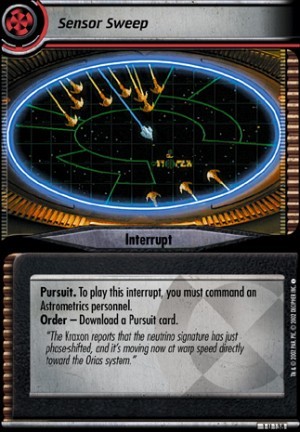 Sensor Sweep
Interrupt
Pursuit. To play this interrupt, you must command an
Astrometrics personnel.
Order – Download a Pursuit card.
"The Kraxon reports that the neutrino signature has just
phase-shifted, and it's moving now at warp speed directly
toward the Orias system."